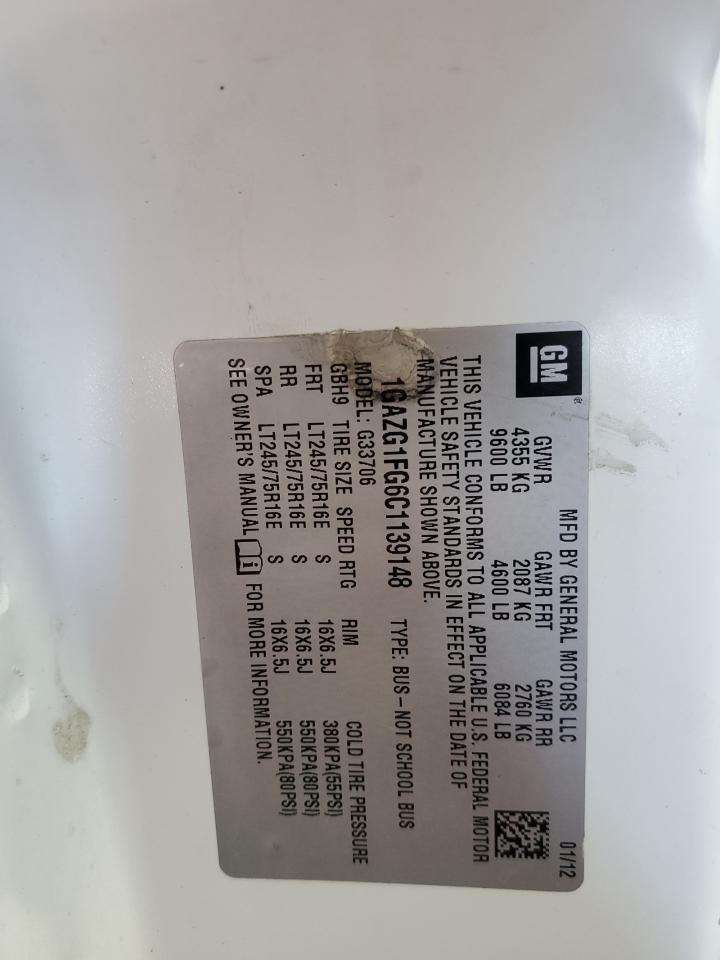 GM®
MFD BY GENERAL MOTORS LLC 01/12
GVWR GAWR FRT GAWR RR
4355 KG 2087 KG 2760 KG
9600 LB 4600 LB 6084 LB
THIS VEHICLE CONFORMS TO ALL APPLICABLE U.S. FEDERAL MOTOR
VEHICLE SAFETY STANDARDS IN EFFECT ON THE DATE OF
MANUFACTURE SHOWN ABOVE.
1GAZG1FG6C1139148 TYPE: BUS–NOT SCHOOL BUS
MODEL: G33706
GBH9 TIRE SIZE SPEED RTG RIM COLD TIRE PRESSURE
FRT LT245/75R16E S 16X6.5J 380KPA(55PSI)
RR LT245/75R16E S 16X6.5J 550KPA(80PSI)
SPA LT245/75R16E S 16X6.5J 550KPA(80PSI)
SEE OWNER'S MANUAL FOR MORE INFORMATION.